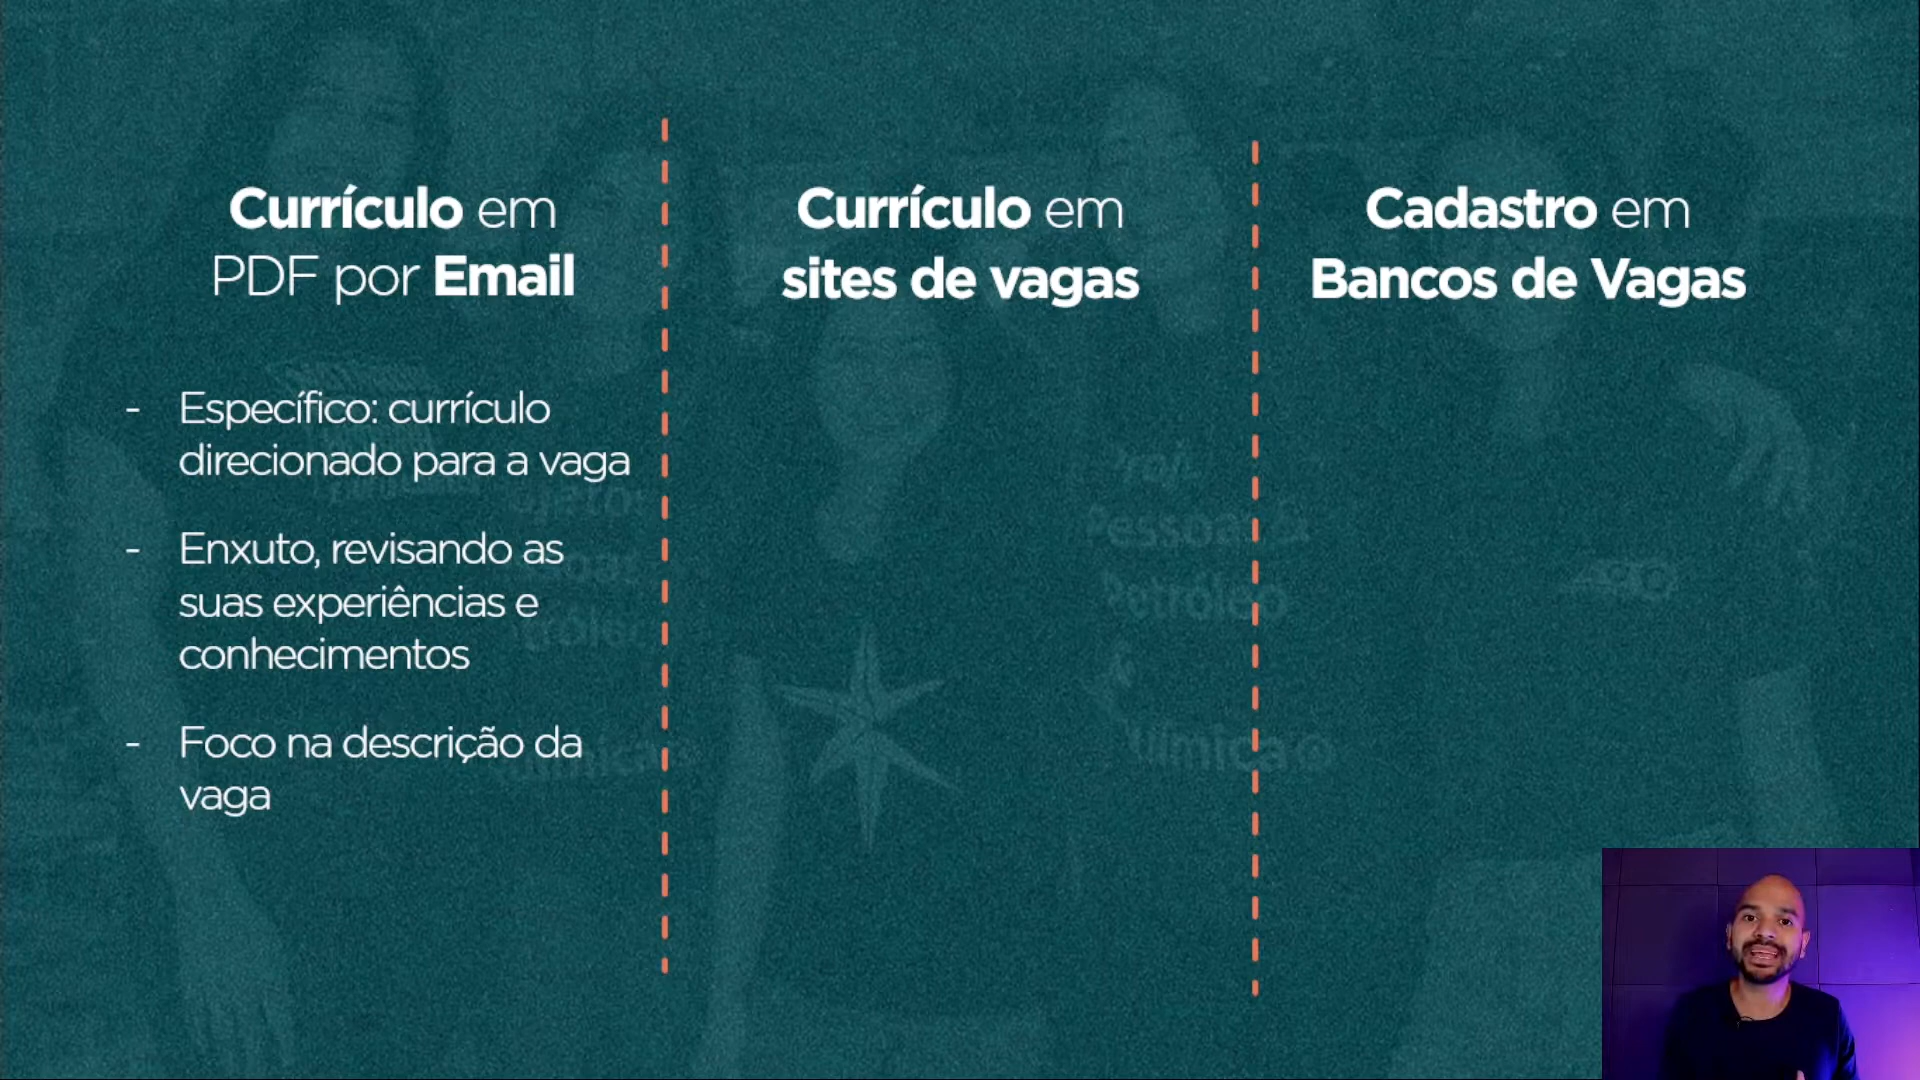 Currículo em
PDF por Email
- Específico: currículo
direcionado para a vaga
- Enxuto, revisando as
suas experiências e
conhecimentos
- Foco na descrição da
vaga
Currículo em
sites de vagas
Cadastro em
Bancos de Vagas